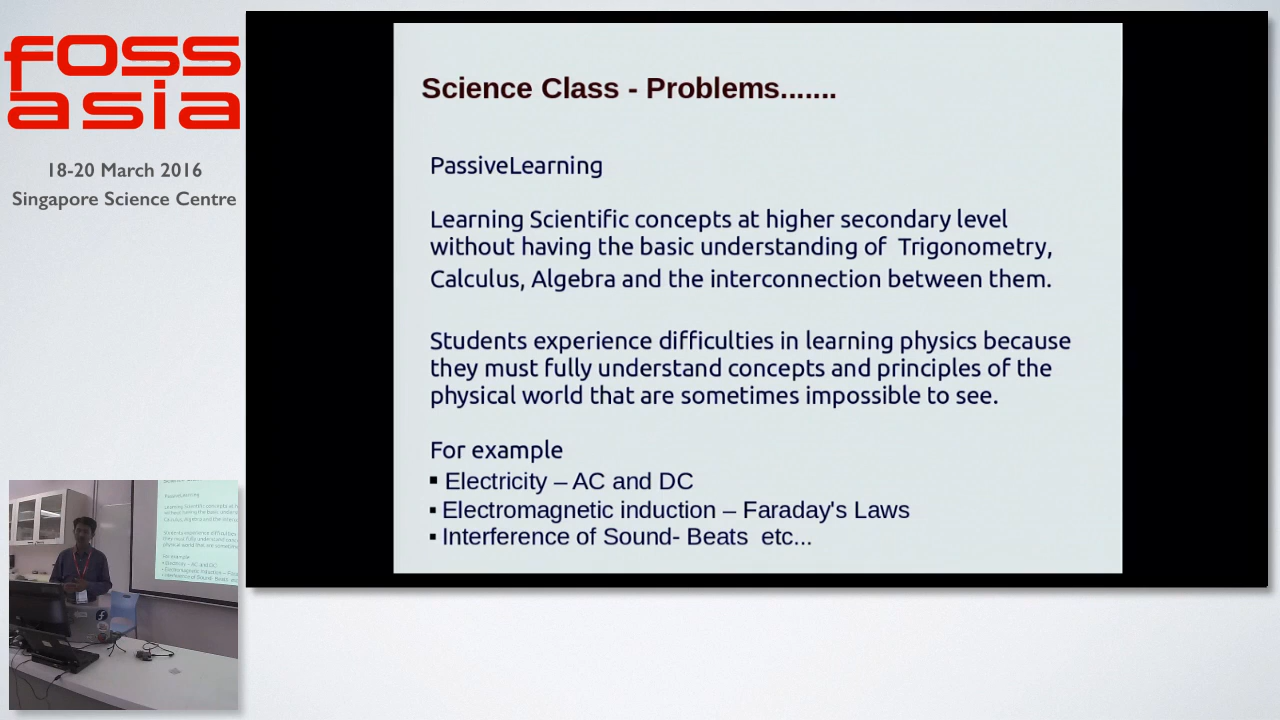 foss
asia
18-20 March 2016
Singapore Science Centre
Science Class - Problems.......
PassiveLearning
Learning Scientific concepts at higher secondary level
without having the basic understanding of Trigonometry,
Calculus, Algebra and the interconnection between them.
Students experience difficulties in learning physics because
they must fully understand concepts and principles of the
physical world that are sometimes impossible to see.
For example
▪ Electricity – AC and DC
▪ Electromagnetic induction – Faraday's Laws
▪ Interference of Sound- Beats etc...